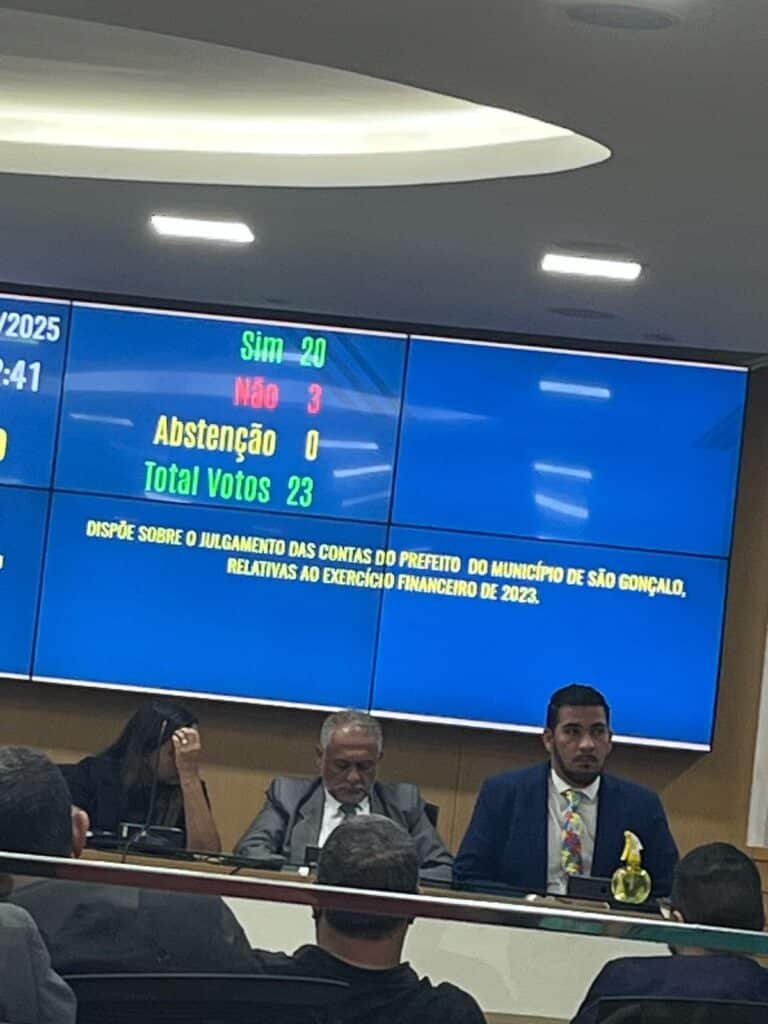 /2025
:41
Sim 20
Não 3
Abstenção 0
Total Votos 23
DISPÕE SOBRE O JULGAMENTO DAS CONTAS DO PREFEITO DO MUNICÍPIO DE SÃO GONÇALO,
RELATIVAS AO EXERCÍCIO FINANCEIRO DE 2023.